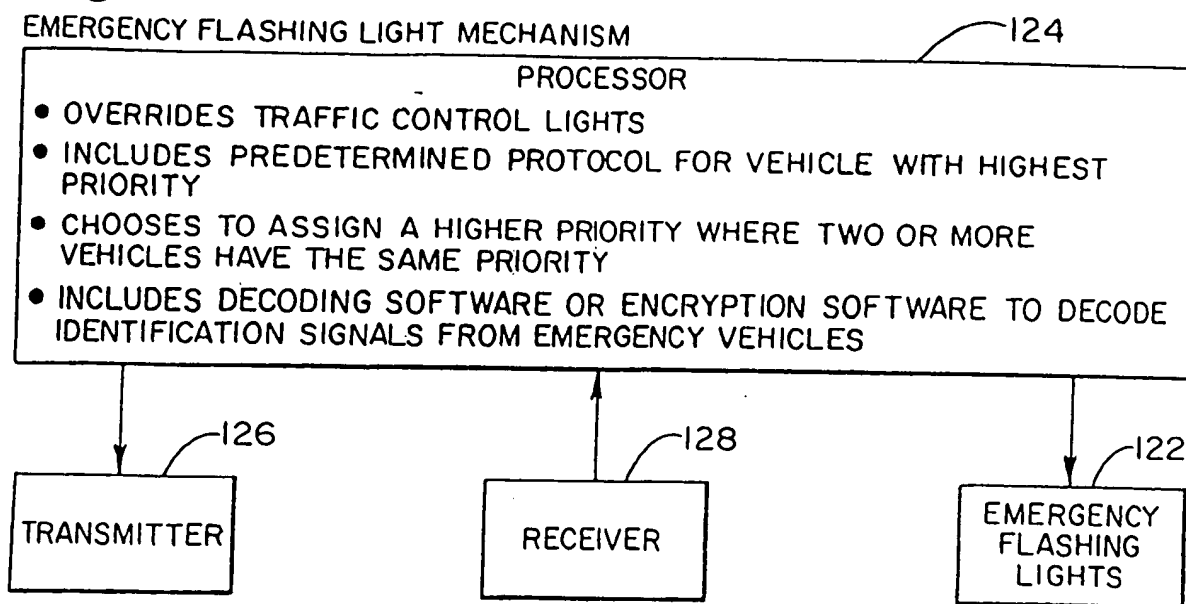 EMERGENCY FLASHING LIGHT MECHANISM
124
PROCESSOR
• OVERRIDES TRAFFIC CONTROL LIGHTS
• INCLUDES PREDETERMINED PROTOCOL FOR VEHICLE WITH HIGHEST
PRIORITY
• CHOOSES TO ASSIGN A HIGHER PRIORITY WHERE TWO OR MORE
VEHICLES HAVE THE SAME PRIORITY
• INCLUDES DECODING SOFTWARE OR ENCRYPTION SOFTWARE TO DECODE
IDENTIFICATION SIGNALS FROM EMERGENCY VEHICLES
126
128
122
TRANSMITTER
RECEIVER
EMERGENCY
FLASHING
LIGHTS